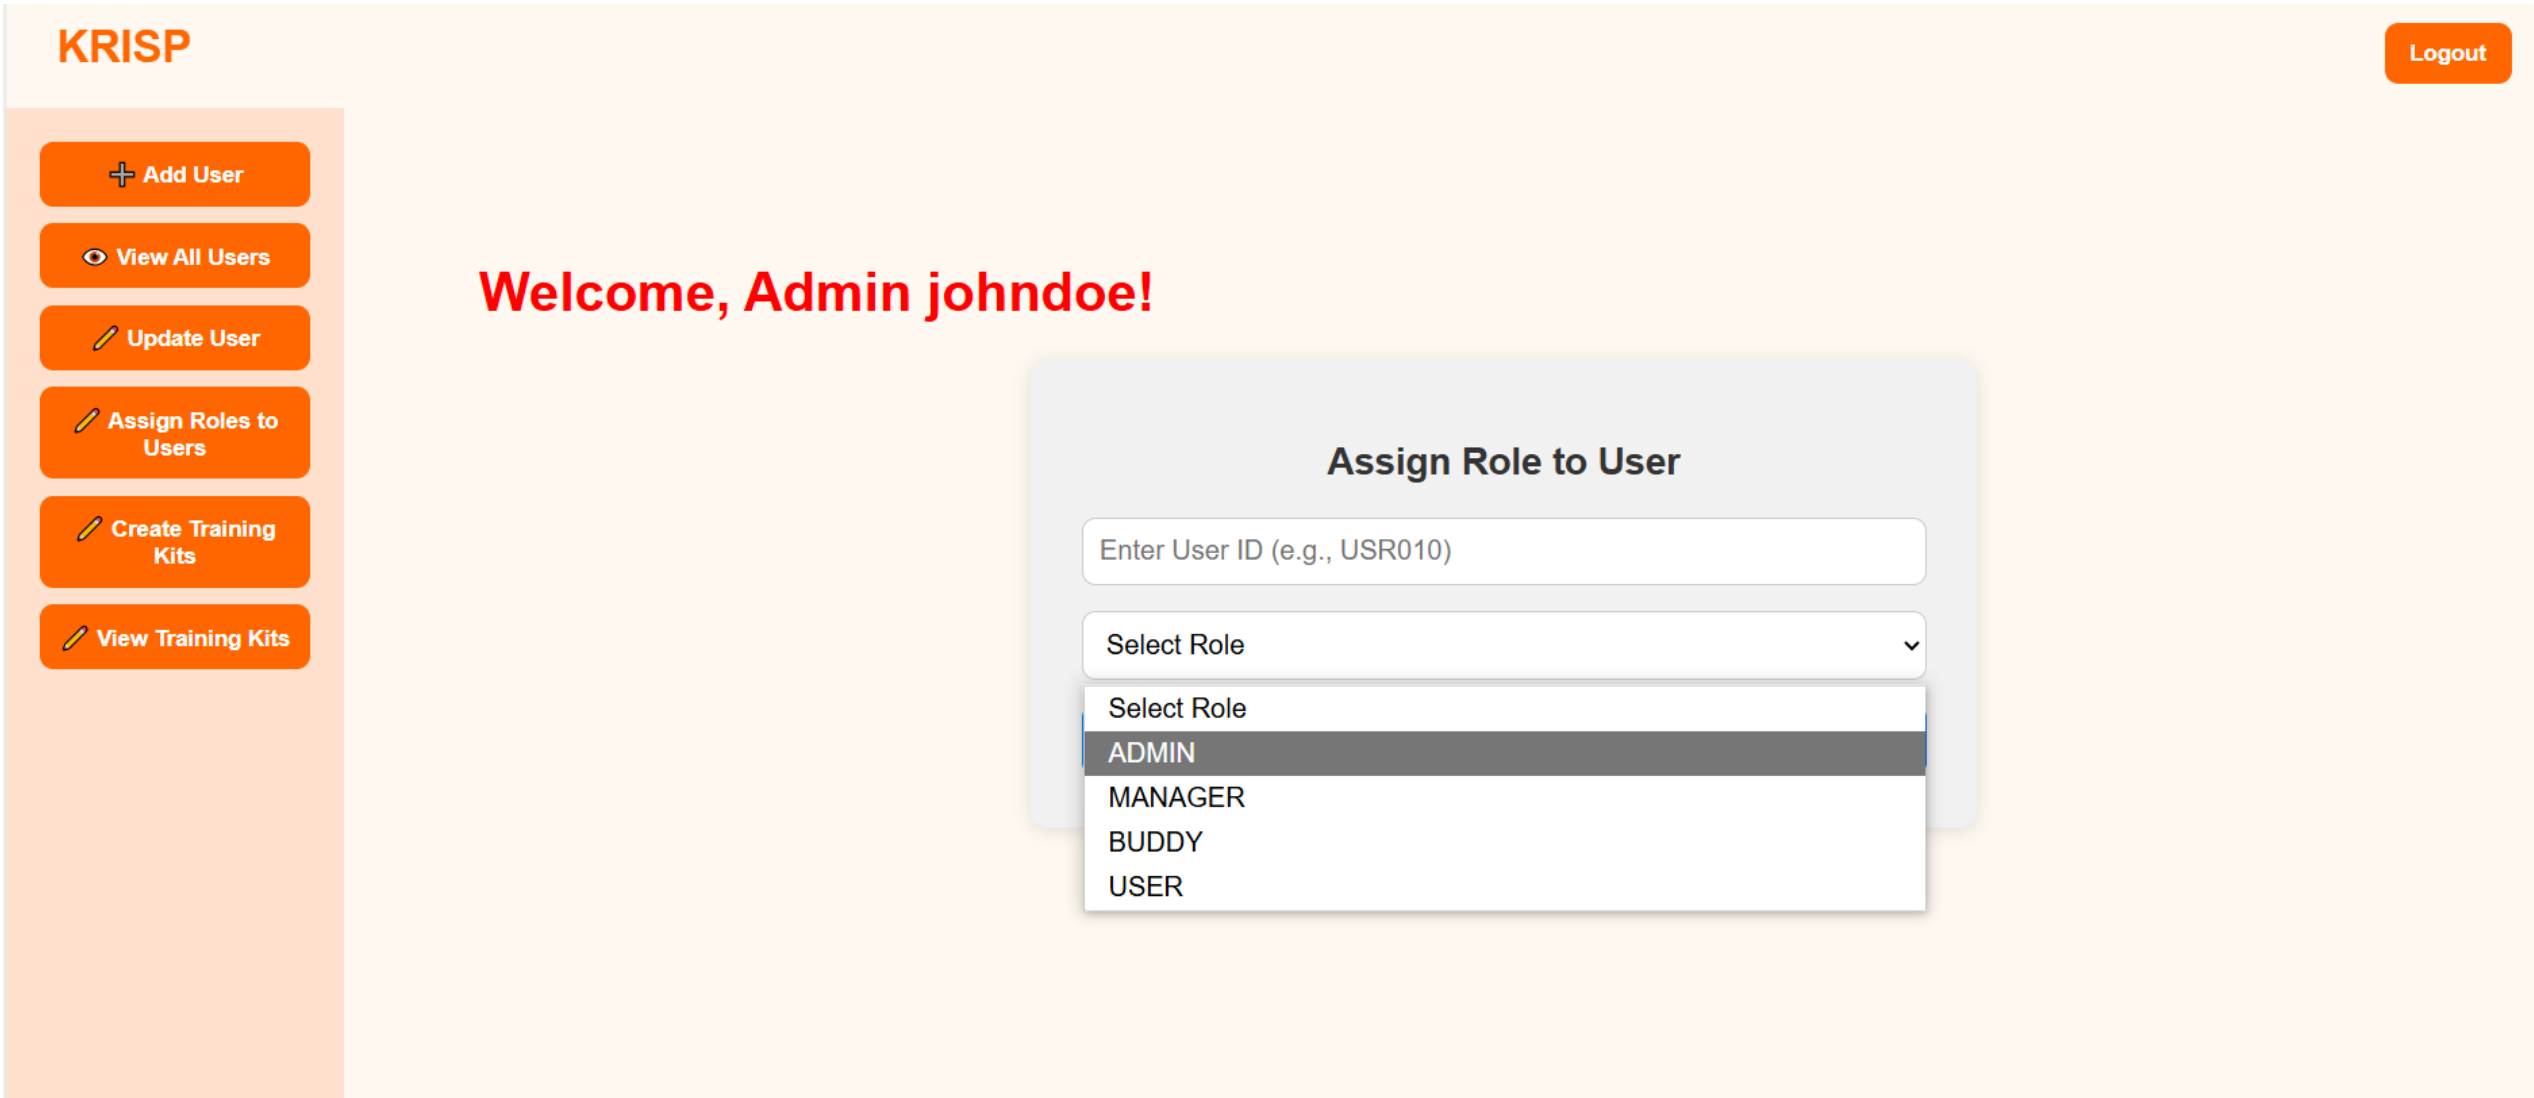 KRISP
Logout
Add User
View All Users
Update User
Assign Roles to
Users
Create Training
Kits
View Training Kits
Welcome, Admin johndoe!
Assign Role to User
Enter User ID (e.g., USR010)
Select Role
Select Role
ADMIN
MANAGER
BUDDY
USER